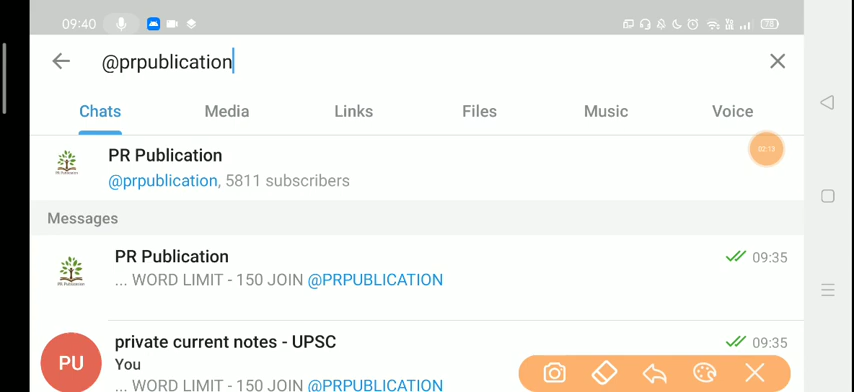 09:40
78
@prpublication
Chats Media Links Files Music Voice
PR Publication
@prpublication, 5811 subscribers
02:13
Messages
PR Publication 09:35
... WORD LIMIT - 150 JOIN @PRPUBLICATION
private current notes - UPSC 09:35
PU
You
... WORD LIMIT - 150 JOIN @PRPUBLICATION